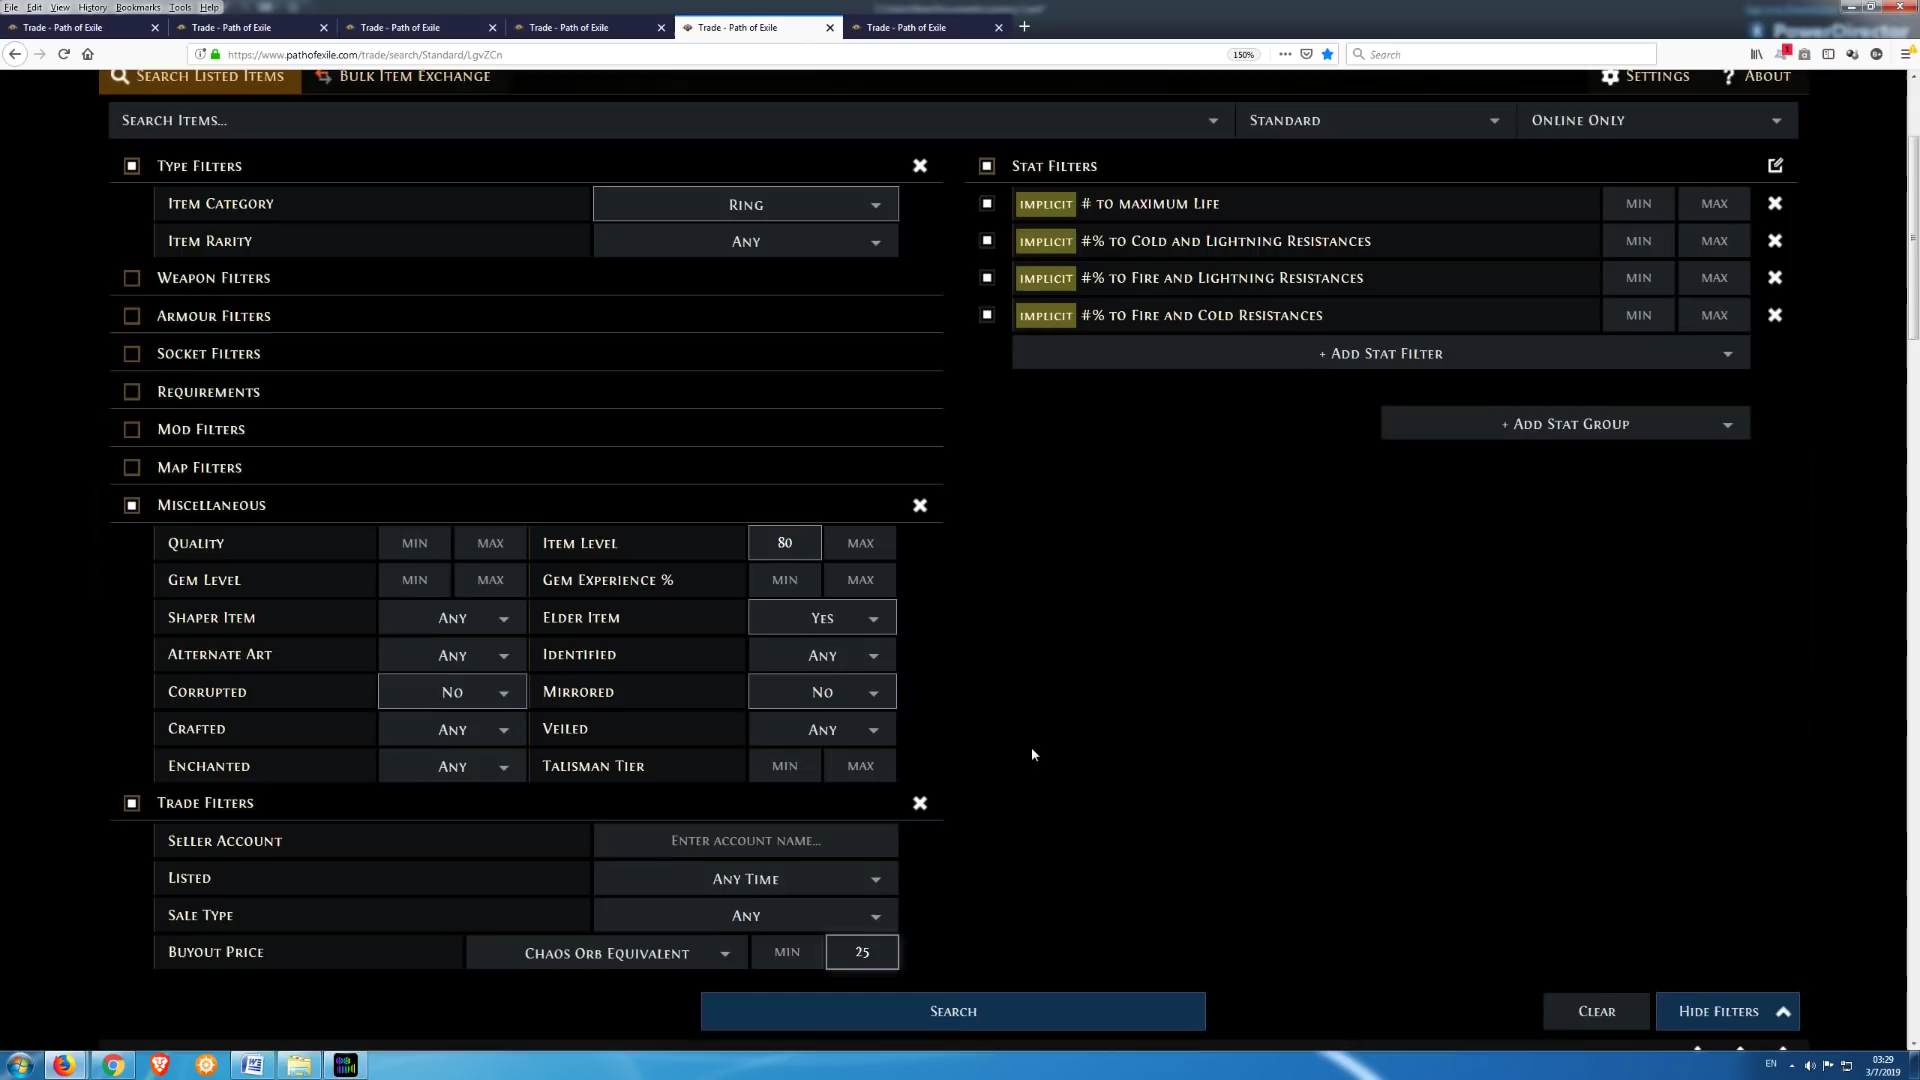 File Edit View History Bookmarks Tools Help
Trade - Path of Exile Trade - Path of Exile Trade - Path of Exile Trade - Path of Exile Trade - Path of Exile Trade - Path of Exile
https://www.pathofexile.com/trade/search/Standard/LgvZCn 150% Search
PowerDirector
Search Listed Items Bulk Item Exchange Settings ? About
Search Items... Standard Online Only
Type Filters
Item Category Ring
Item Rarity Any
Weapon Filters
Armour Filters
Socket Filters
Requirements
Mod Filters
Map Filters
Miscellaneous
Quality MIN MAX Item Level 80 MAX
Gem Level MIN MAX Gem Experience % MIN MAX
Shaper Item Any Elder Item Yes
Alternate Art Any Identified Any
Corrupted No Mirrored No
Crafted Any Veiled Any
Enchanted Any Talisman Tier MIN MAX
Trade Filters
Seller Account Enter account name...
Listed Any Time
Sale Type Any
Buyout Price Chaos Orb Equivalent MIN 25
Stat Filters
IMPLICIT # to maximum Life MIN MAX
IMPLICIT #% to Cold and Lightning Resistances MIN MAX
IMPLICIT #% to Fire and Lightning Resistances MIN MAX
IMPLICIT #% to Fire and Cold Resistances MIN MAX
+ Add Stat Filter
+ Add Stat Group
Search Clear Hide Filters
EN 03:29
3/7/2019